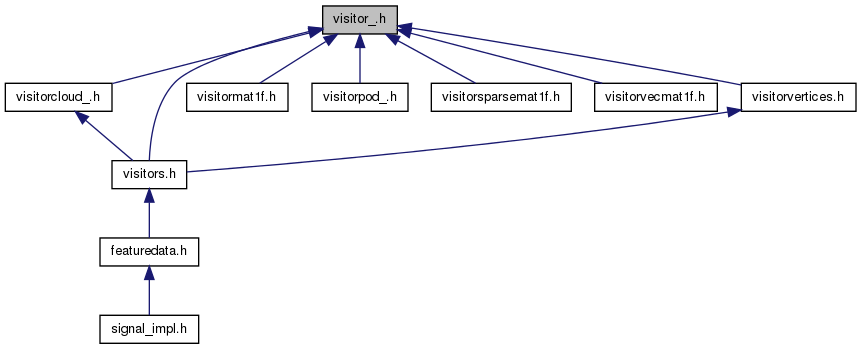 visitor_.h
visitorcloud_.h
visitormat1f.h
visitorpod_.h
visitorsparsemat1f.h
visitorvecmat1f.h
visitorvertices.h
visitors.h
featuredata.h
signal_impl.h